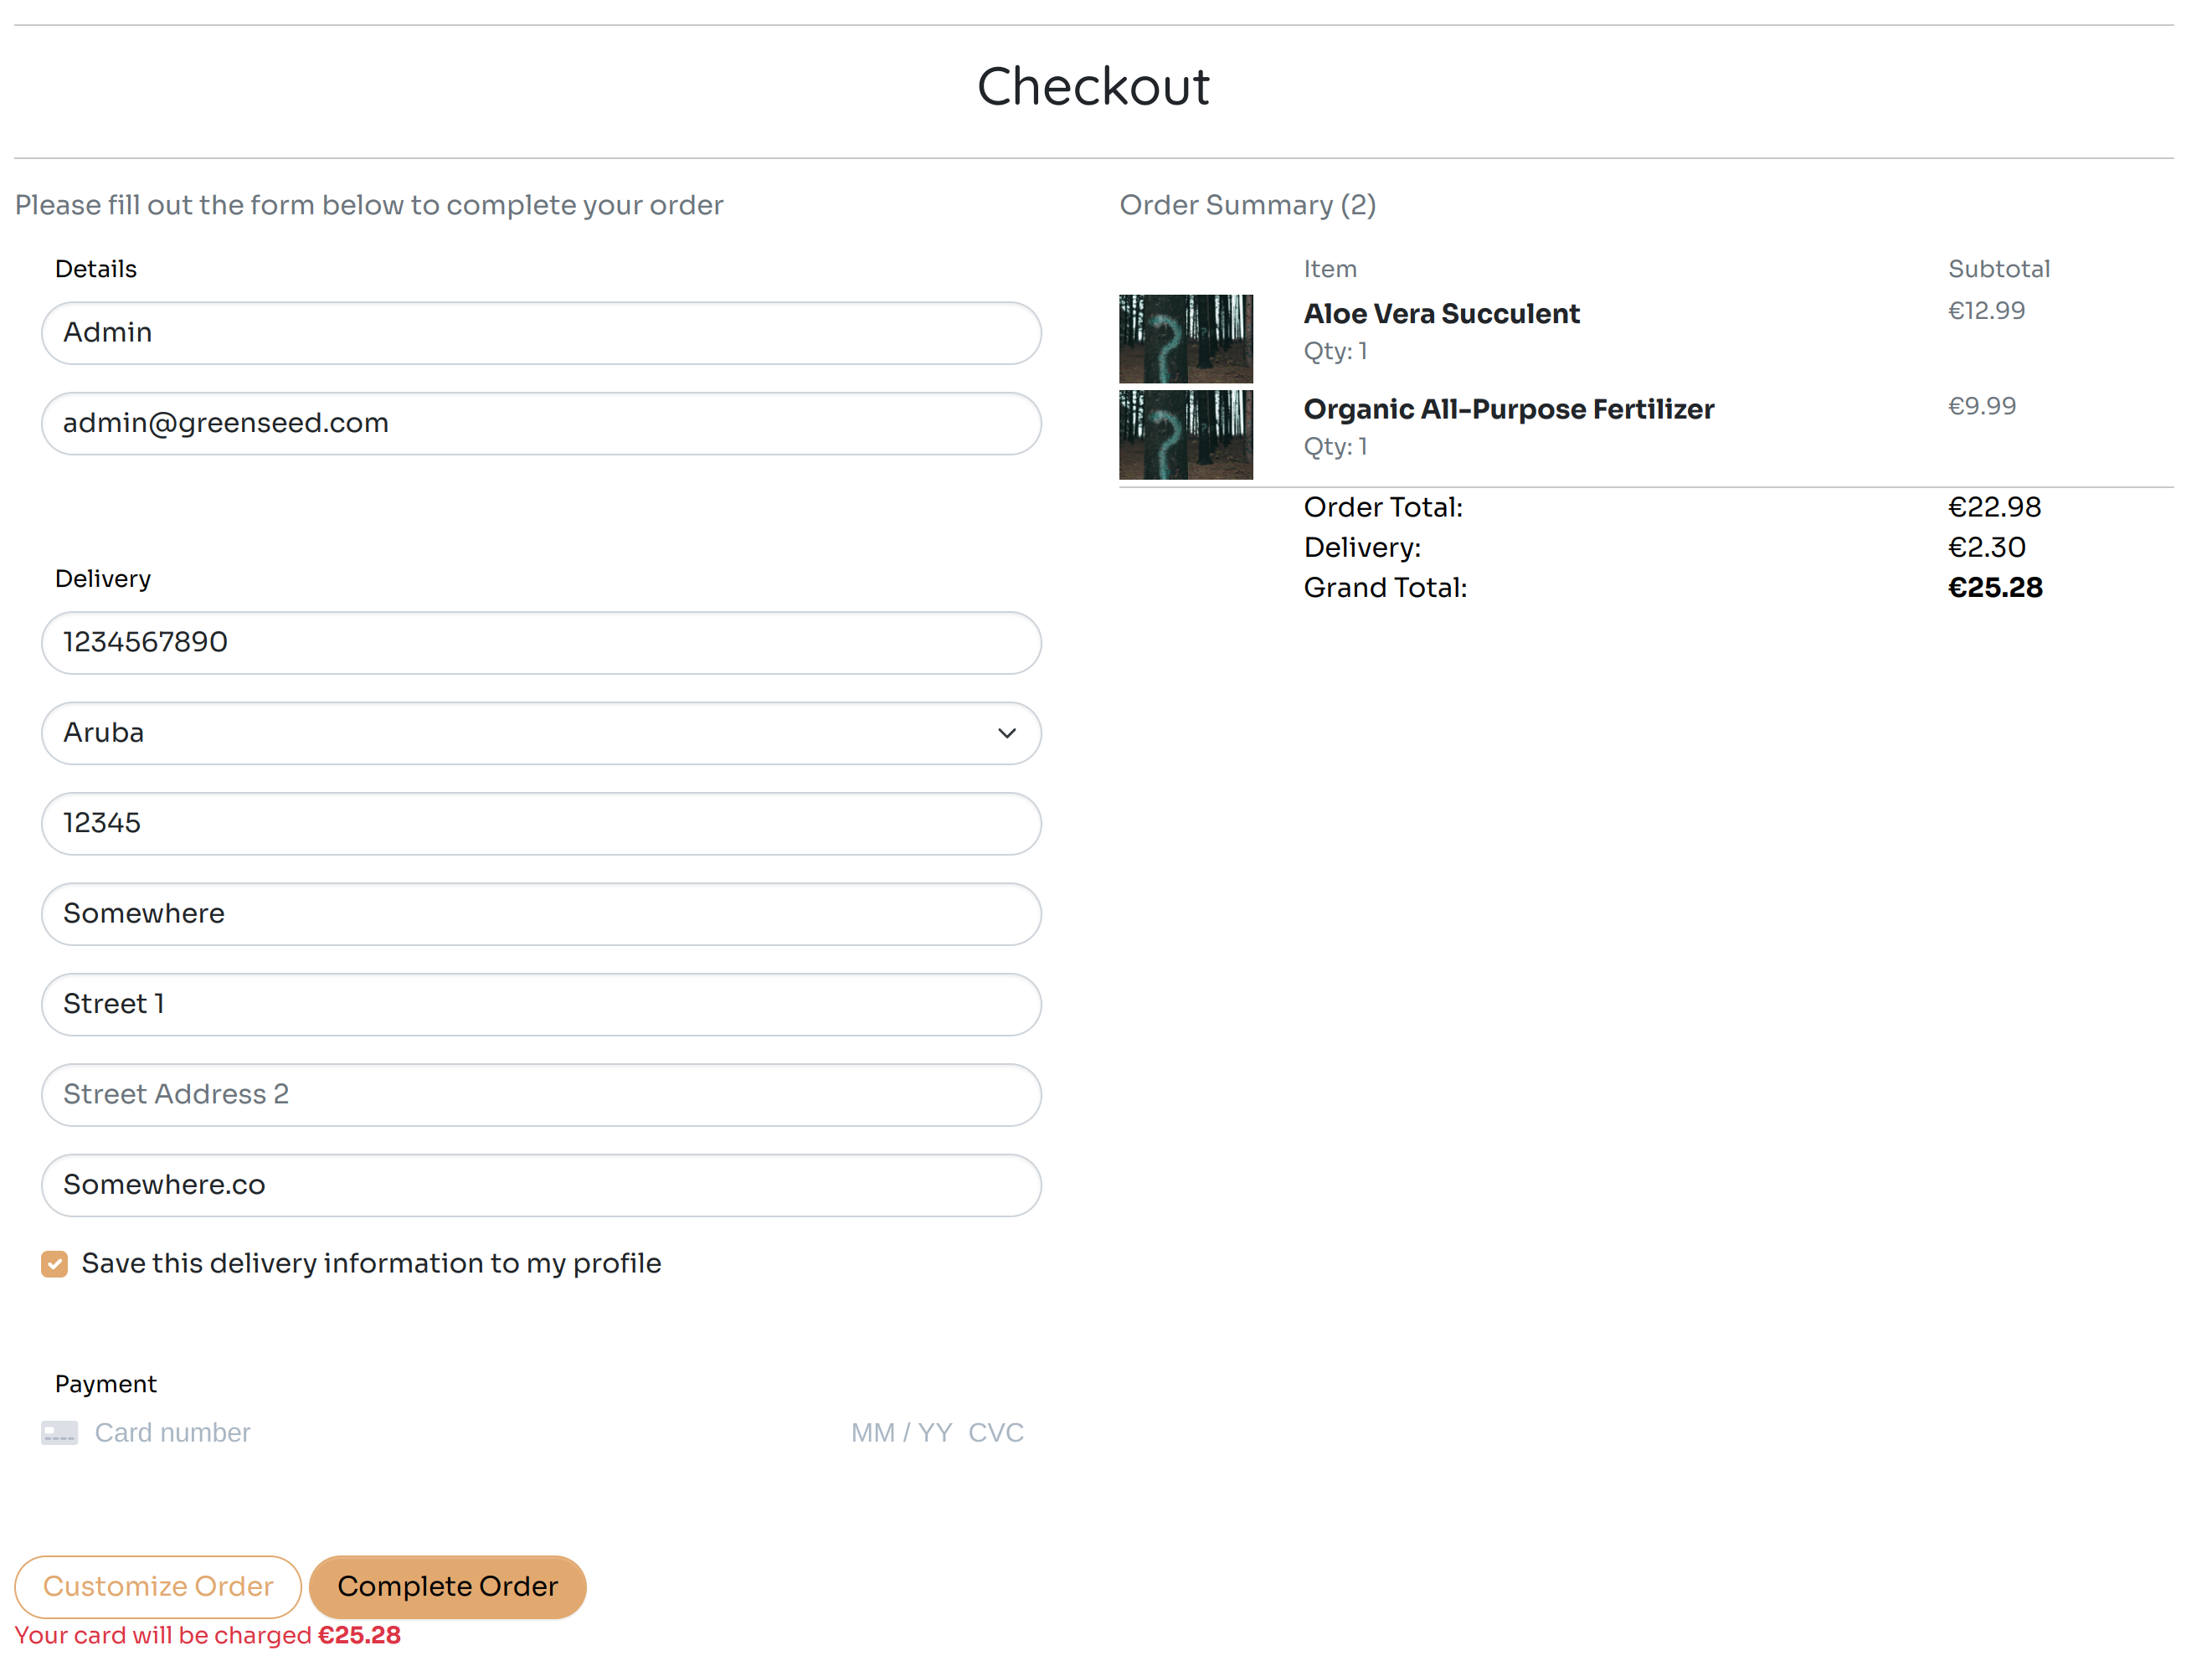 Checkout
Please fill out the form below to complete your order
Details
Admin
admin@greenseed.com
Delivery
1234567890
Aruba
12345
Somewhere
Street 1
Street Address 2
Somewhere.co
Save this delivery information to my profile
Payment
Card number MM / YY CVC
Customize Order Complete Order
Your card will be charged €25.28
Order Summary (2)
Item Subtotal
Aloe Vera Succulent €12.99
Qty: 1
Organic All-Purpose Fertilizer €9.99
Qty: 1
Order Total: €22.98
Delivery: €2.30
Grand Total: €25.28